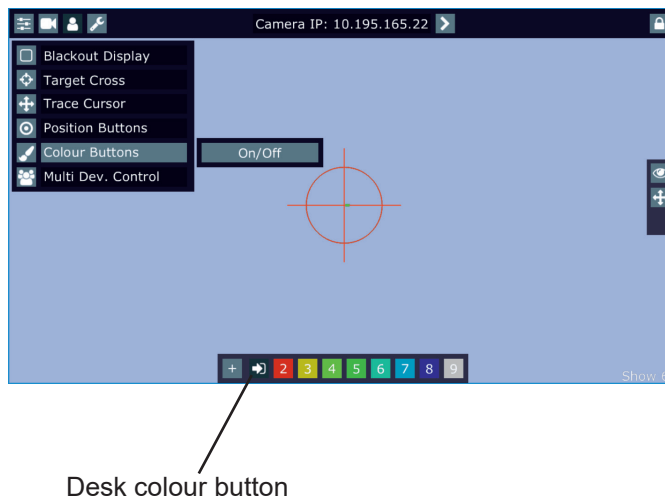 Camera IP: 10.195.165.22
Blackout Display
Target Cross
Trace Cursor
Position Buttons
Colour Buttons
On/Off
Multi Dev. Control
+ 2 3 4 5 6 7 8 9
Show
Desk colour button